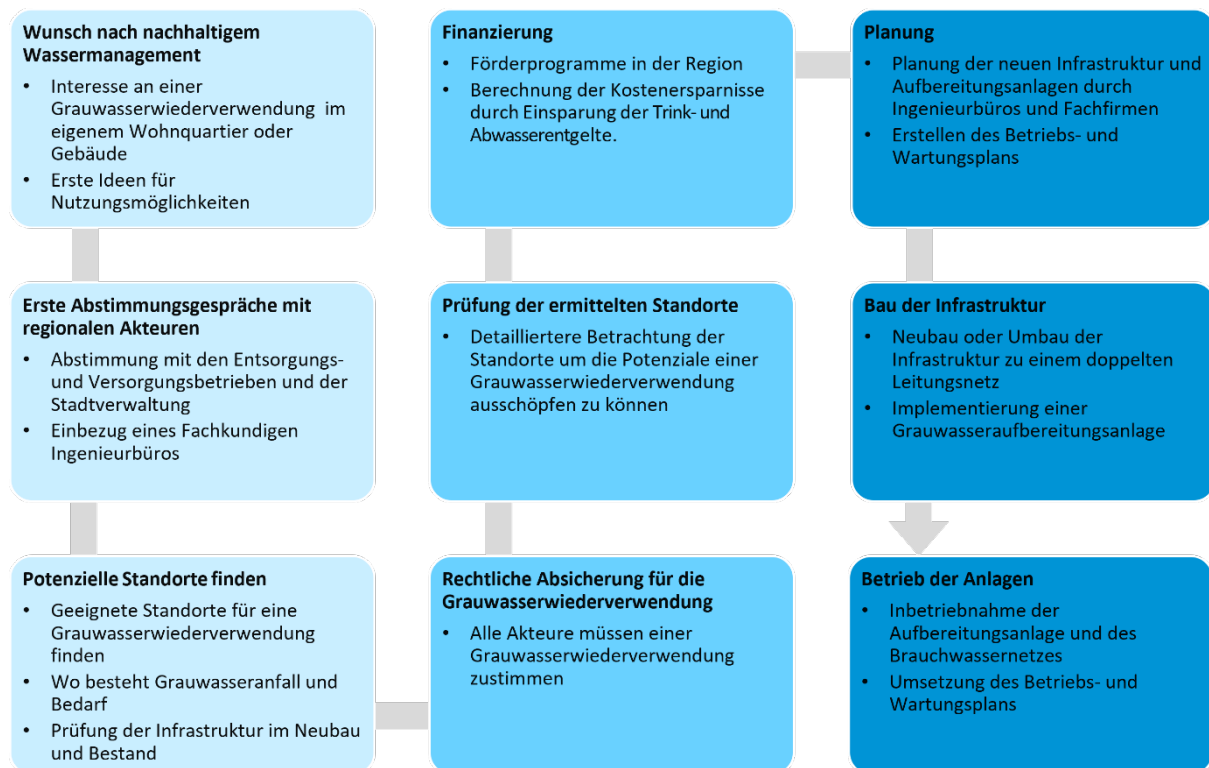 Wunsch nach nachhaltigem
Wassermanagement
• Interesse an einer
Grauwasserwiederverwendung im
eigenem Wohnquartier oder
Gebäude
• Erste Ideen für
Nutzungsmöglichkeiten
Erste Abstimmungsgespräche mit
regionalen Akteuren
• Abstimmung mit den Entsorgungs-
und Versorgungsbetrieben und der
Stadtverwaltung
• Einbezug eines Fachkundigen
Ingenieurbüros
Potenzielle Standorte finden
• Geeignete Standorte für eine
Grauwasserwiederverwendung
finden
• Wo besteht Grauwasseranfall und
Bedarf
• Prüfung der Infrastruktur im Neubau
und Bestand
Rechtliche Absicherung für die
Grauwasserwiederverwendung
• Alle Akteure müssen einer
Grauwasserwiederverwendung
zustimmen
Prüfung der ermittelten Standorte
• Detailliertere Betrachtung der
Standorte um die Potenziale einer
Grauwasserwiederverwendung
ausschöpfen zu können
Finanzierung
• Förderprogramme in der Region
• Berechnung der Kostenersparnisse
durch Einsparung der Trink- und
Abwasserentgelte.
Planung
• Planung der neuen Infrastruktur und
Aufbereitungsanlagen durch
Ingenieurbüros und Fachfirmen
• Erstellen des Betriebs- und
Wartungsplans
Bau der Infrastruktur
• Neubau oder Umbau der
Infrastruktur zu einem doppelten
Leitungsnetz
• Implementierung einer
Grauwasseraufbereitungsanlage
Betrieb der Anlagen
• Inbetriebnahme der
Aufbereitungsanlage und des
Brauchwassernetzes
• Umsetzung des Betriebs- und
Wartungsplans